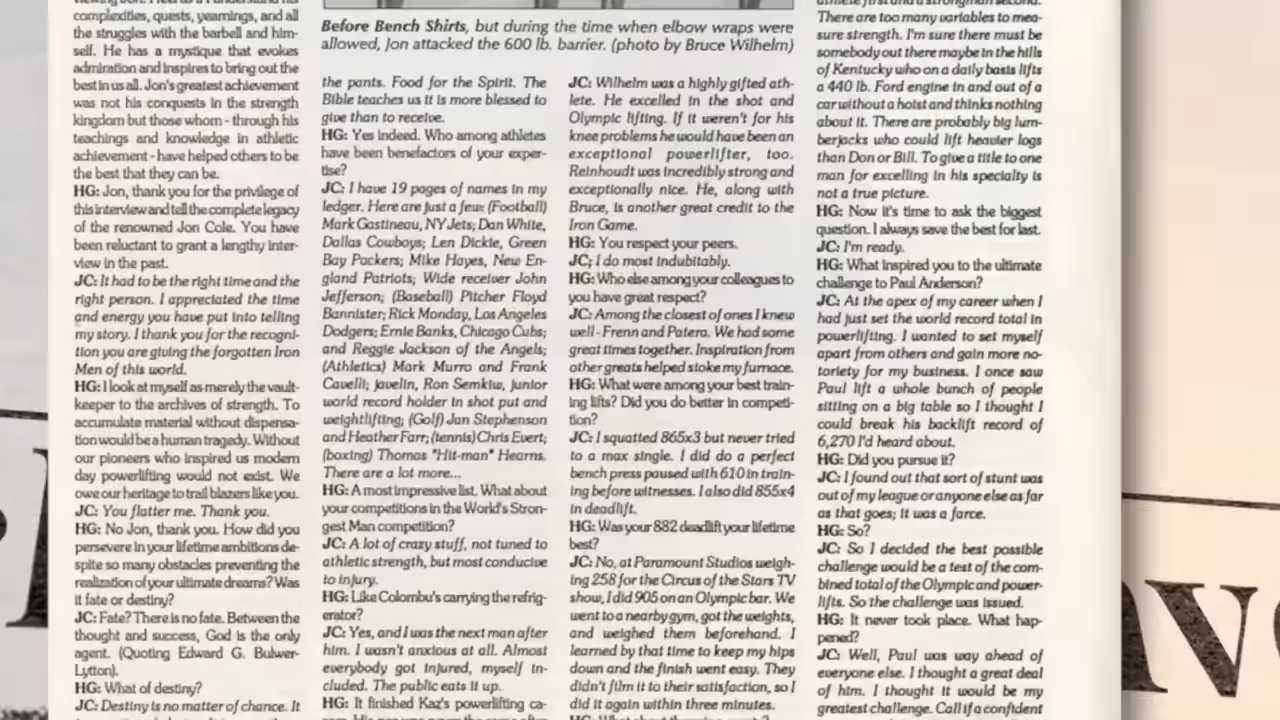 viewing Jon. I feel as if I understand his
complexities, quests, yearnings, and all
the struggles with the barbell and him-
self. He has a mystique that evokes
admiration and inspires to bring out the
best in us all. Jon's greatest achievement
was not his conquests in the strength
kingdom but those whom - through his
teachings and knowledge in athletic
achievement - have helped others to be
the best that they can be.
HG: Jon, thank you for the privilege of
this interview and tell the complete legacy
of the renowned Jon Cole. You have
been reluctant to grant a lengthy inter-
view in the past.
JC: It had to be the right time and the
right person. I appreciated the time
and energy you have put into telling
my story. I thank you for the recogni-
tion you are giving the forgotten Iron
Men of this world.
HG: I look at myself as merely the vault-
keeper to the archives of strength. To
accumulate material without dispensa-
tion would be a human tragedy. Without
our pioneers who inspired us modern
day powerlifting would not exist. We
owe our heritage to trail blazers like you.
JC: You flatter me. Thank you.
HG: No Jon, thank you. How did you
persevere in your lifetime ambitions de-
spite so many obstacles preventing the
realization of your ultimate dreams? Was
it fate or destiny?
JC: Fate? There is no fate. Between the
thought and success, God is the only
agent. (Quoting Edward G. Bulwer-
Lytton).
HG: What of destiny?
JC: Destiny is no matter of chance. It
Before Bench Shirts, but during the time when elbow wraps were
allowed, Jon attacked the 600 lb. barrier. (photo by Bruce Wilhelm)
the pants. Food for the Spirit. The
Bible teaches us it is more blessed to
give than to receive.
HG: Yes indeed. Who among athletes
have been benefactors of your exper-
tise?
JC: I have 19 pages of names in my
ledger. Here are just a few: (Football)
Mark Gastineau, NY Jets; Dan White,
Dallas Cowboys; Len Dickie, Green
Bay Packers; Mike Hayes, New En-
gland Patriots; Wide receiver John
Jefferson; (Baseball) Pitcher Floyd
Bannister; Rick Monday, Los Angeles
Dodgers; Ernie Banks, Chicago Cubs;
and Reggie Jackson of the Angels;
(Athletics) Mark Murro and Frank
Cavelli; javelin, Ron Semkiw, junior
world record holder in shot put and
weightlifting; (Golf) Jan Stephenson
and Heather Farr; (tennis) Chris Evert;
(boxing) Thomas "Hit-man" Hearns.
There are a lot more...
HG: A most impressive list. What about
your competitions in the World's Stron-
gest Man competition?
JC: A lot of crazy stuff, not tuned to
athletic strength, but most conducive
to injury.
HG: Like Colombu's carrying the refrig-
erator?
JC: Yes, and I was the next man after
him. I wasn't anxious at all. Almost
everybody got injured, myself in-
cluded. The public eats it up.
HG: It finished Kaz's powerlifting ca-
JC: Wilhelm was a highly gifted ath-
lete. He excelled in the shot and
Olympic lifting. If it weren't for his
knee problems he would have been an
exceptional powerlifter, too.
Reinhoudt was incredibly strong and
exceptionally nice. He, along with
Bruce, is another great credit to the
Iron Game.
HG: You respect your peers.
JC; I do most indubitably.
HG: Who else among your colleagues to
you have great respect?
JC: Among the closest of ones I knew
well - Frenn and Patera. We had some
great times together. Inspiration from
other greats helped stoke my furnace.
HG: What were among your best train-
ing lifts? Did you do better in competi-
tion?
JC: I squatted 865x3 but never tried
to a max single. I did do a perfect
bench press paused with 610 in train-
ing before witnesses. I also did 855x4
in deadlift.
HG: Was your 882 deadlift your lifetime
best?
JC: No, at Paramount Studios weigh-
ing 258 for the Circus of the Stars TV
show, I did 905 on an Olympic bar. We
went to a nearby gym, got the weights,
and weighed them beforehand. I
learned by that time to keep my hips
down and the finish went easy. They
didn't film it to their satisfaction, so I
did it again within three minutes.
athlete first and a strongman second.
There are too many variables to mea-
sure strength. I'm sure there must be
somebody out there maybe in the hills
of Kentucky who on a daily basis lifts
a 440 lb. Ford engine in and out of a
car without a hoist and thinks nothing
about it. There are probably big lum-
berjacks who could lift heavier logs
than Don or Bill. To give a title to one
man for excelling in his specialty is
not a true picture.
HG: Now it's time to ask the biggest
question. I always save the best for last.
JC: I'm ready.
HG: What inspired you to the ultimate
challenge to Paul Anderson?
JC: At the apex of my career when I
had just set the world record total in
powerlifting. I wanted to set myself
apart from others and gain more no-
toriety for my business. I once saw
Paul lift a whole bunch of people
sitting on a big table so I thought I
could break his backlift record of
6,270 I'd heard about.
HG: Did you pursue it?
JC: I found out that sort of stunt was
out of my league or anyone else as far
as that goes; it was a farce.
HG: So?
JC: So I decided the best possible
challenge would be a test of the com-
bined total of the Olympic and power-
lifts. So the challenge was issued.
HG: It never took place. What hap-
pened?
JC: Well, Paul was way ahead of
everyone else. I thought a great deal
of him. I thought it would be my
greatest challenge. Call if a confident